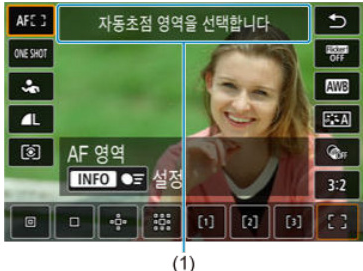 AF[ ] 자동초점 영역을 선택합니다
ONE SHOT
Flicker!
OFF
AWB
A
L
OFF
AF 영역
INFO 설정
3:2
[1] [2] [3] [ ]
(1)